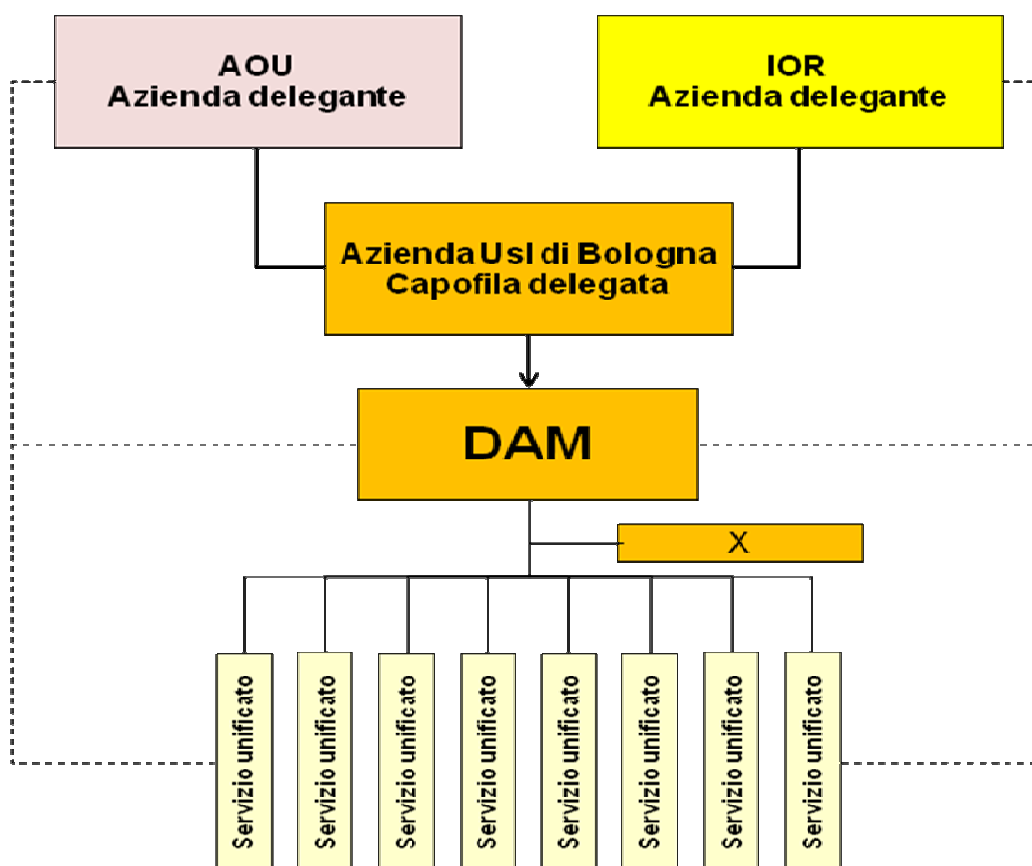 AOU
Azienda delegante
IOR
Azienda delegante
Azienda Usl di Bologna
Capofila delegata
DAM
X
Servizio unificato
Servizio unificato
Servizio unificato
Servizio unificato
Servizio unificato
Servizio unificato
Servizio unificato
Servizio unificato